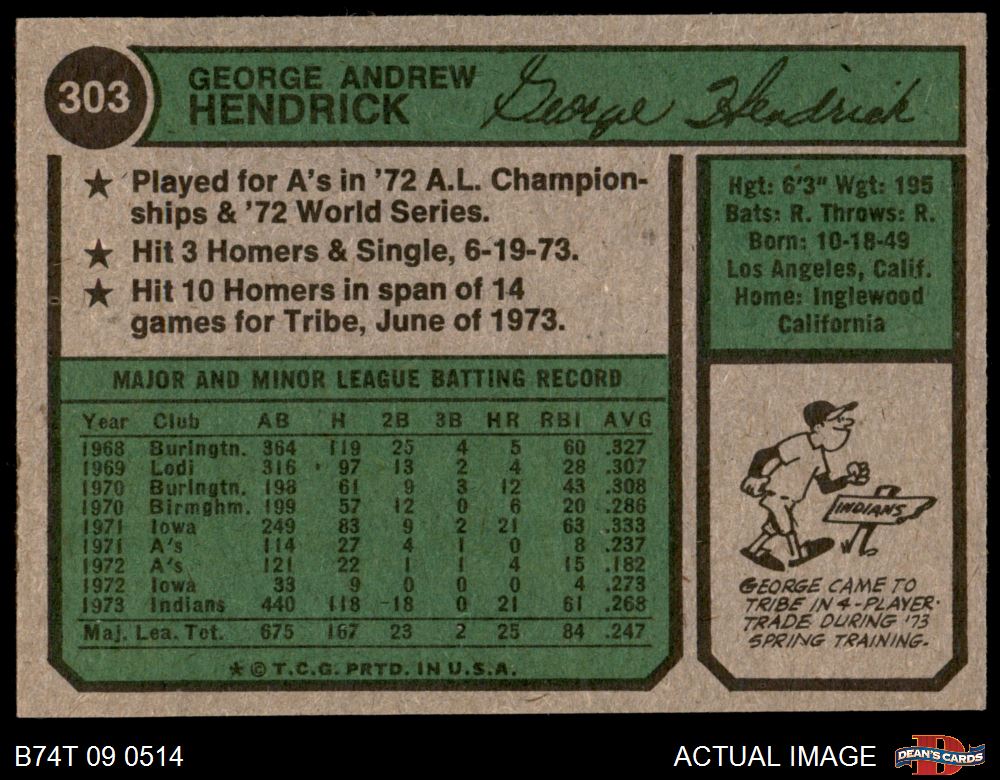 303
GEORGE ANDREW
HENDRICK
George Hendrick
★ Played for A's in '72 A.L. Champion-
ships & '72 World Series.
★ Hit 3 Homers & Single, 6-19-73.
★ Hit 10 Homers in span of 14
games for Tribe, June of 1973.
Hgt: 6'3" Wgt: 195
Bats: R. Throws: R.
Born: 10-18-49
Los Angeles, Calif.
Home: Inglewood
California
MAJOR AND MINOR LEAGUE BATTING RECORD
Year Club AB H 2B 3B HR RBI AVG
1968 Buringtn. 364 119 25 4 5 60 .327
1969 Lodi 316 97 13 2 4 28 .307
1970 Burlngtn. 198 61 9 3 12 43 .308
1970 Birmghm. 199 57 12 0 6 20 .286
1971 Iowa 249 83 9 2 21 63 .333
1971 A's 114 27 4 1 0 8 .237
1972 A's 121 22 1 1 4 15 .182
1972 Iowa 33 9 0 0 0 4 .273
1973 Indians 440 118 18 0 21 61 .268
Maj. Lea. Tot. 675 167 23 2 25 84 .247
★ © T.C.G. PRTD. IN U.S.A.
INDIANS
GEORGE CAME TO
TRIBE IN 4-PLAYER
TRADE DURING '73
SPRING TRAINING.
B74T 09 0514
ACTUAL IMAGE
DEAN'S CARDS